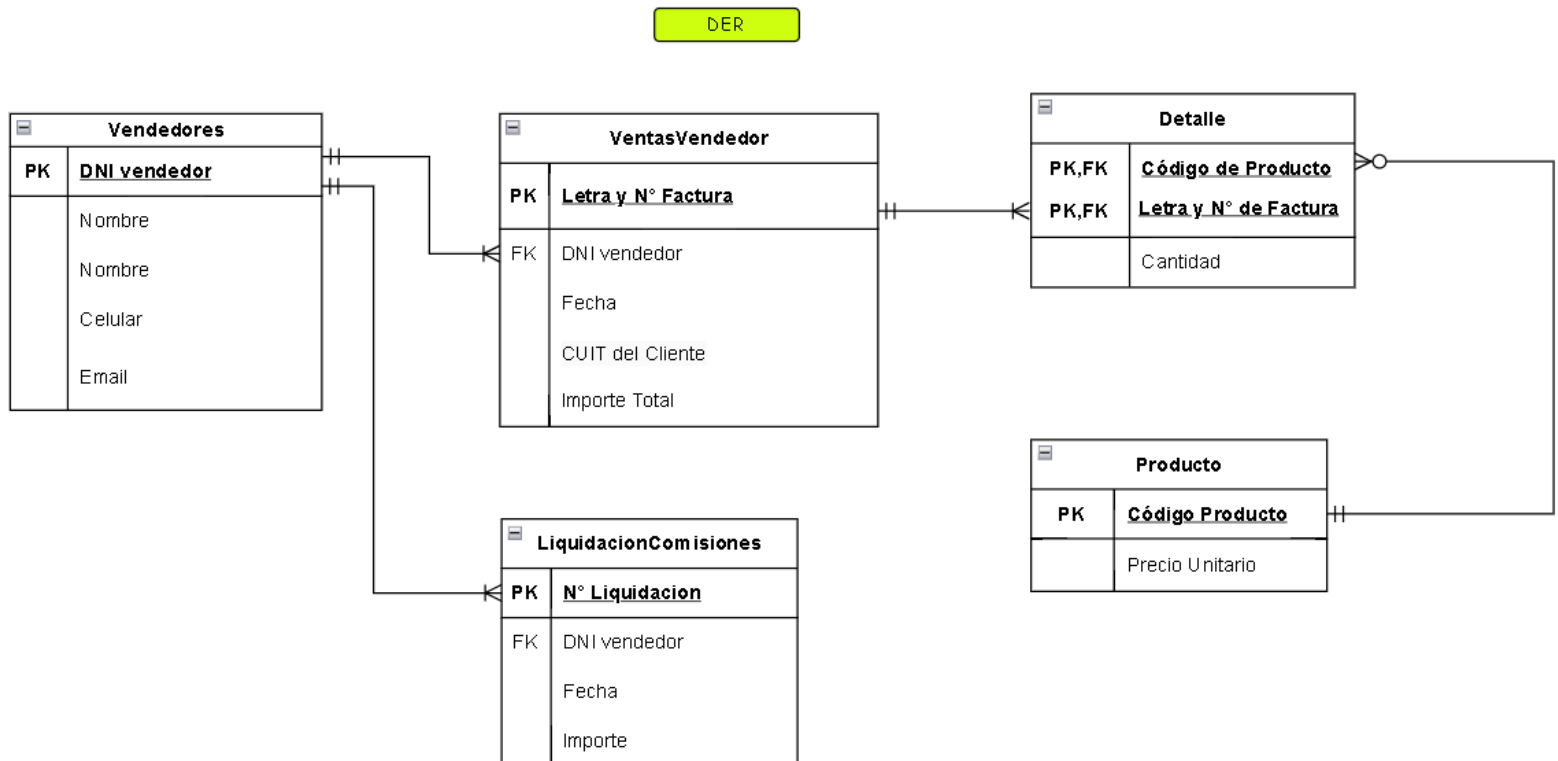 DER
Vendedores
PK DNI vendedor
Nombre
Nombre
Celular
Email
VentasVendedor
PK Letra y N° Factura
FK DNI vendedor
Fecha
CUIT del Cliente
Importe Total
Detalle
PK,FK Código de Producto
PK,FK Letra y N° de Factura
Cantidad
Producto
PK Código Producto
Precio Unitario
LiquidacionComisiones
PK N° Liquidacion
FK DNI vendedor
Fecha
Importe